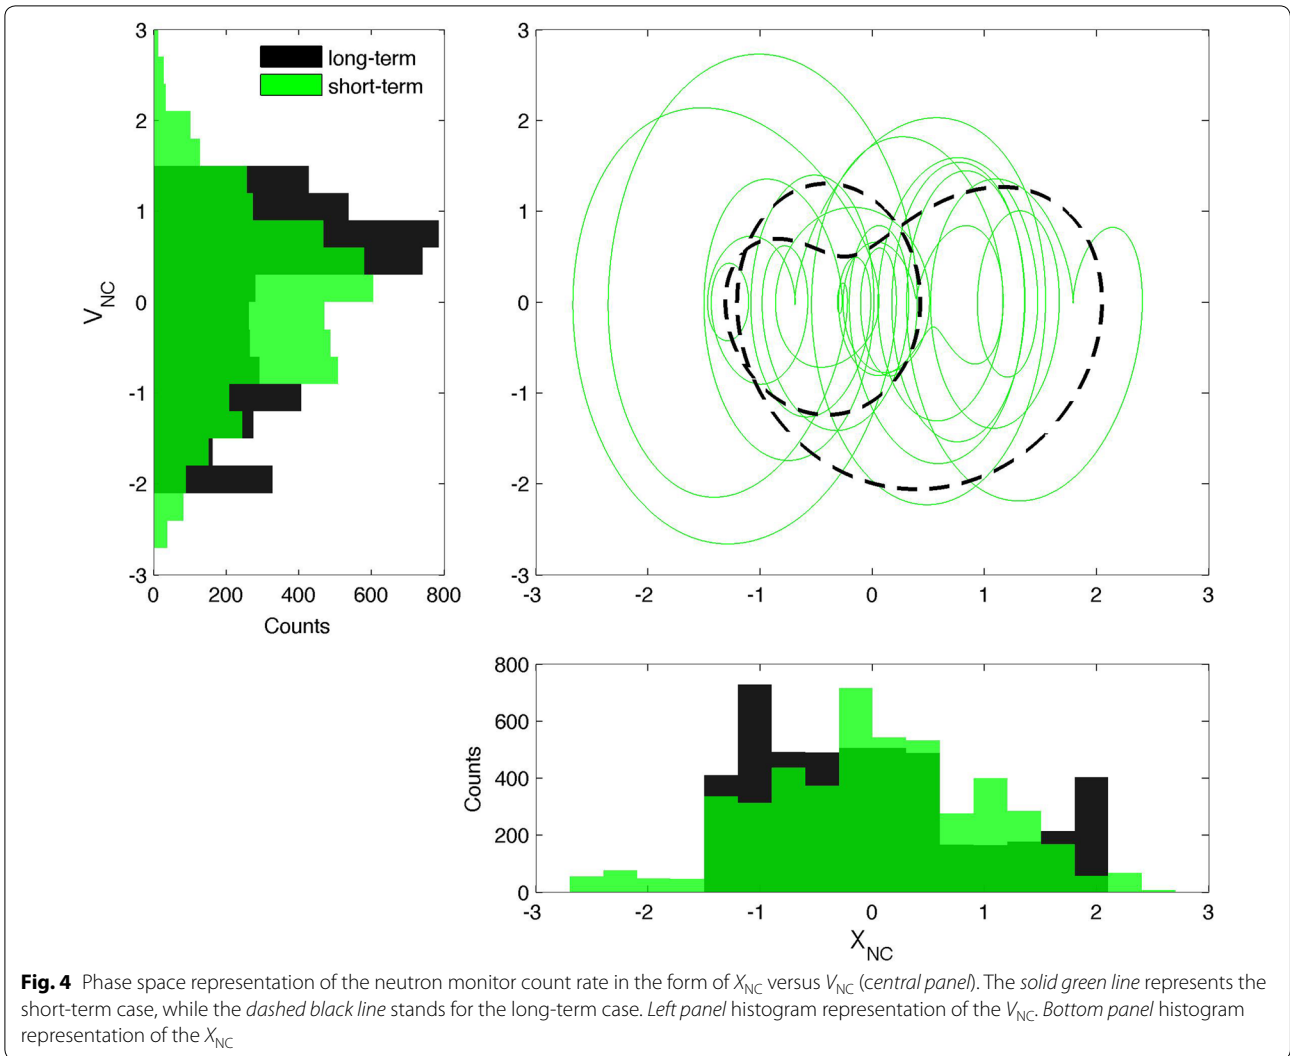 3
2
1
0
-1
-2
-3
V_NC
long-term
short-term
0 200 400 600 800
Counts
3
2
1
0
-1
-2
-3
-3 -2 -1 0 1 2 3
800
600
400
200
0
Counts
-3 -2 -1 0 1 2 3
X_NC
Fig. 4 Phase space representation of the neutron monitor count rate in the form of X_NC versus V_NC (central panel). The solid green line represents the
short-term case, while the dashed black line stands for the long-term case. Left panel histogram representation of the V_NC. Bottom panel histogram
representation of the X_NC